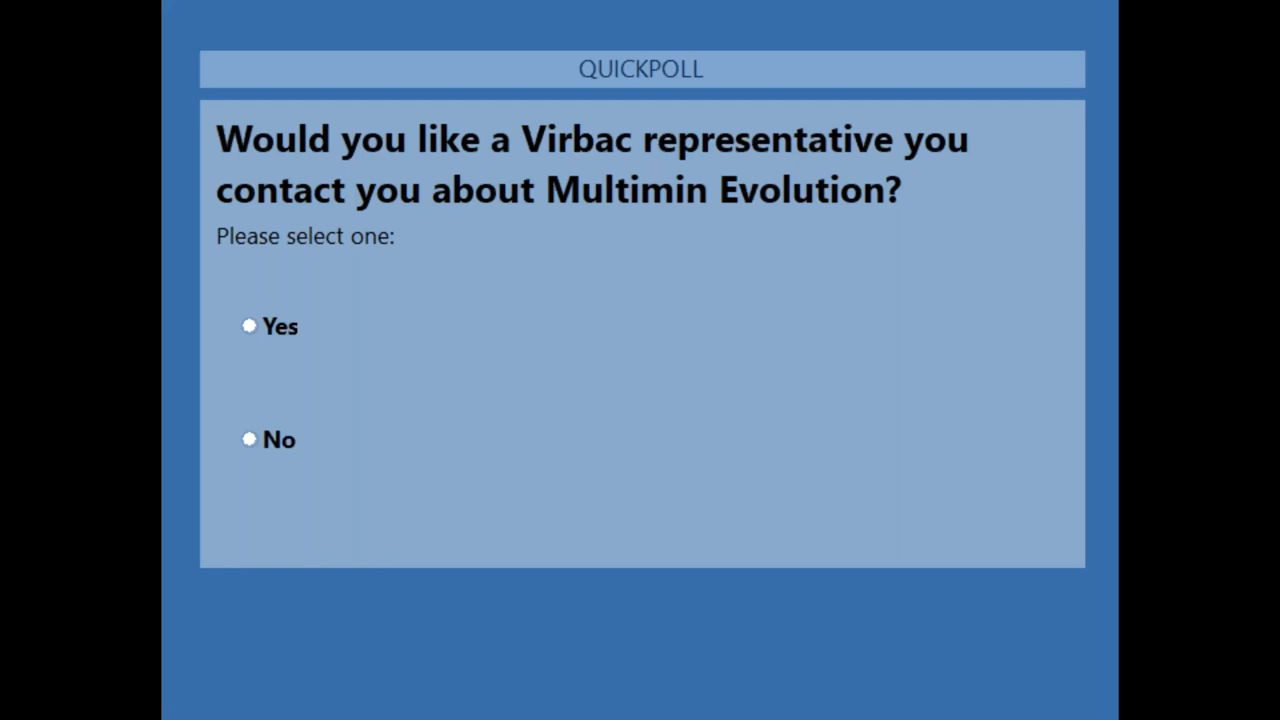 QUICKPOLL
Would you like a Virbac representative you
contact you about Multimin Evolution?
Please select one:
Yes
No